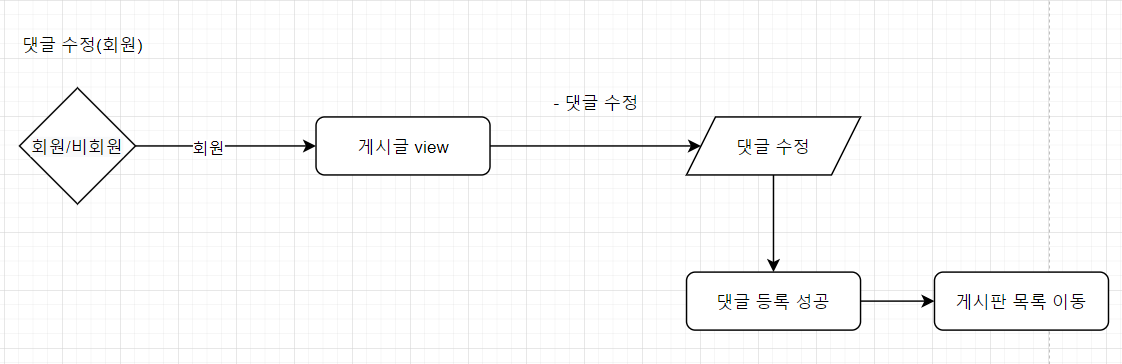 댓글 수정(회원)
- 댓글 수정
회원/비회원
회원
게시글 view
댓글 수정
댓글 등록 성공
게시판 목록 이동